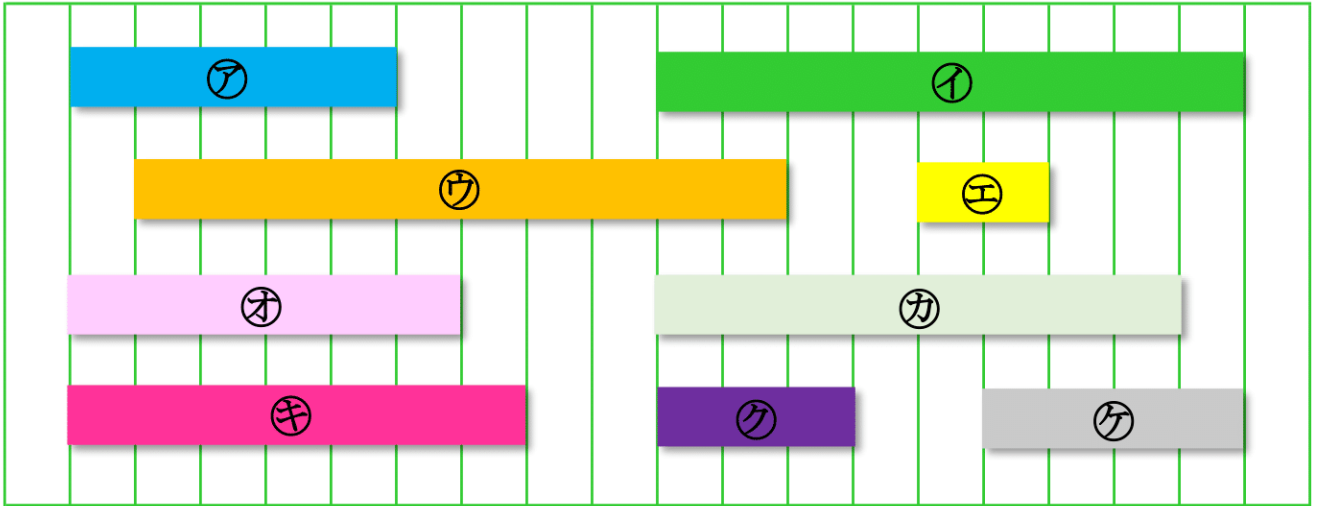 ㋐ ㋑
㋒ ㋓
㋔ ㋕
㋖ ㋗ ㋘